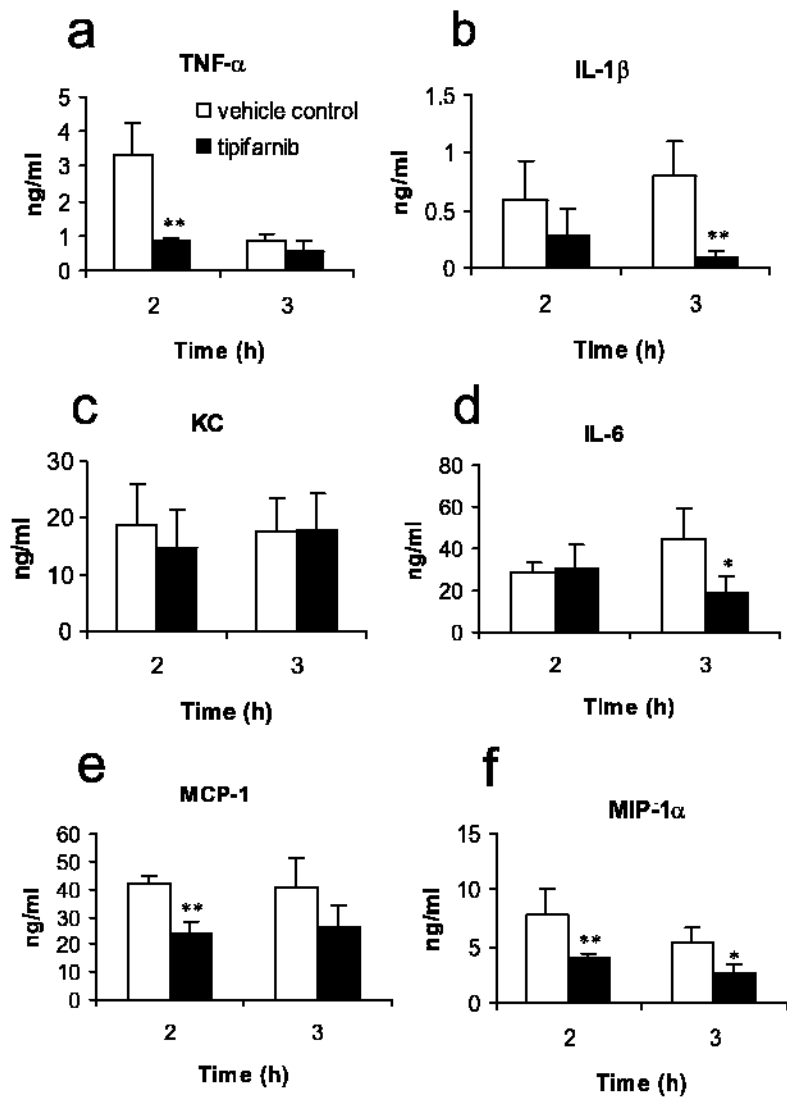 a
TNF-α
5
4
3
2
1
0
ng/ml
vehicle control
tipifarnib
**
2 3
Time (h)
b
IL-1β
1.5
1
0.5
0
ng/ml
**
2 3
Time (h)
c
KC
30
20
10
0
ng/ml
2 3
Time (h)
d
IL-6
80
60
40
20
0
ng/ml
*
2 3
Time (h)
e
MCP-1
60
50
40
30
20
10
0
ng/ml
**
2 3
Time (h)
f
MIP-1α
15
10
5
0
ng/ml
** *
2 3
Time (h)